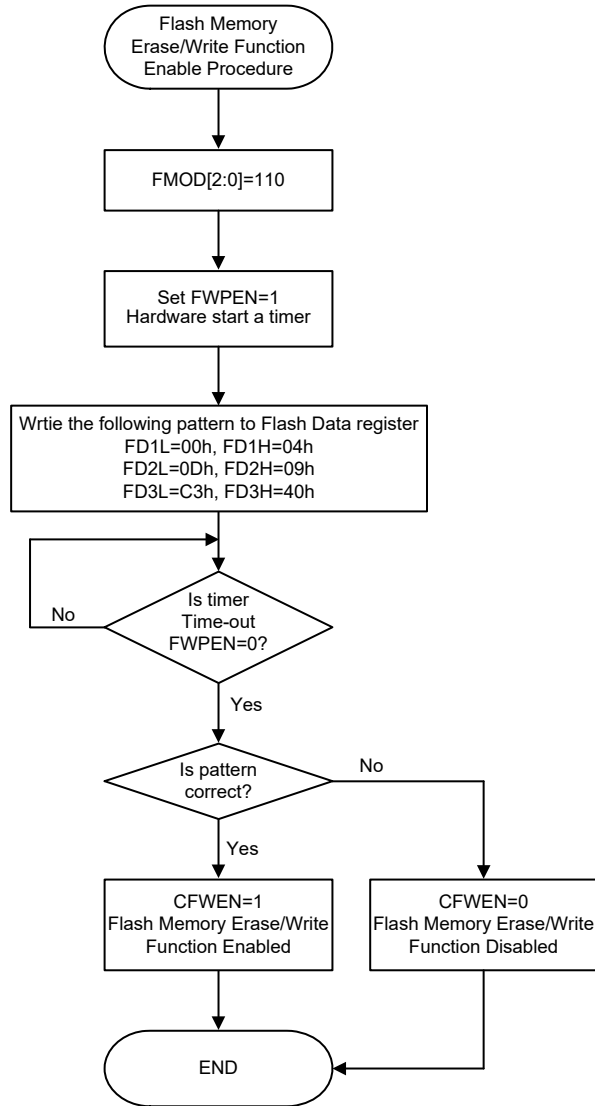 Flash Memory
Erase/Write Function
Enable Procedure
FMOD[2:0]=110
Set FWPEN=1
Hardware start a timer
Wrtie the following pattern to Flash Data register
FD1L=00h, FD1H=04h
FD2L=0Dh, FD2H=09h
FD3L=C3h, FD3H=40h
Is timer
Time-out
FWPEN=0?
No
Yes
Is pattern
correct?
No
Yes
CFWEN=1
Flash Memory Erase/Write
Function Enabled
CFWEN=0
Flash Memory Erase/Write
Function Disabled
END